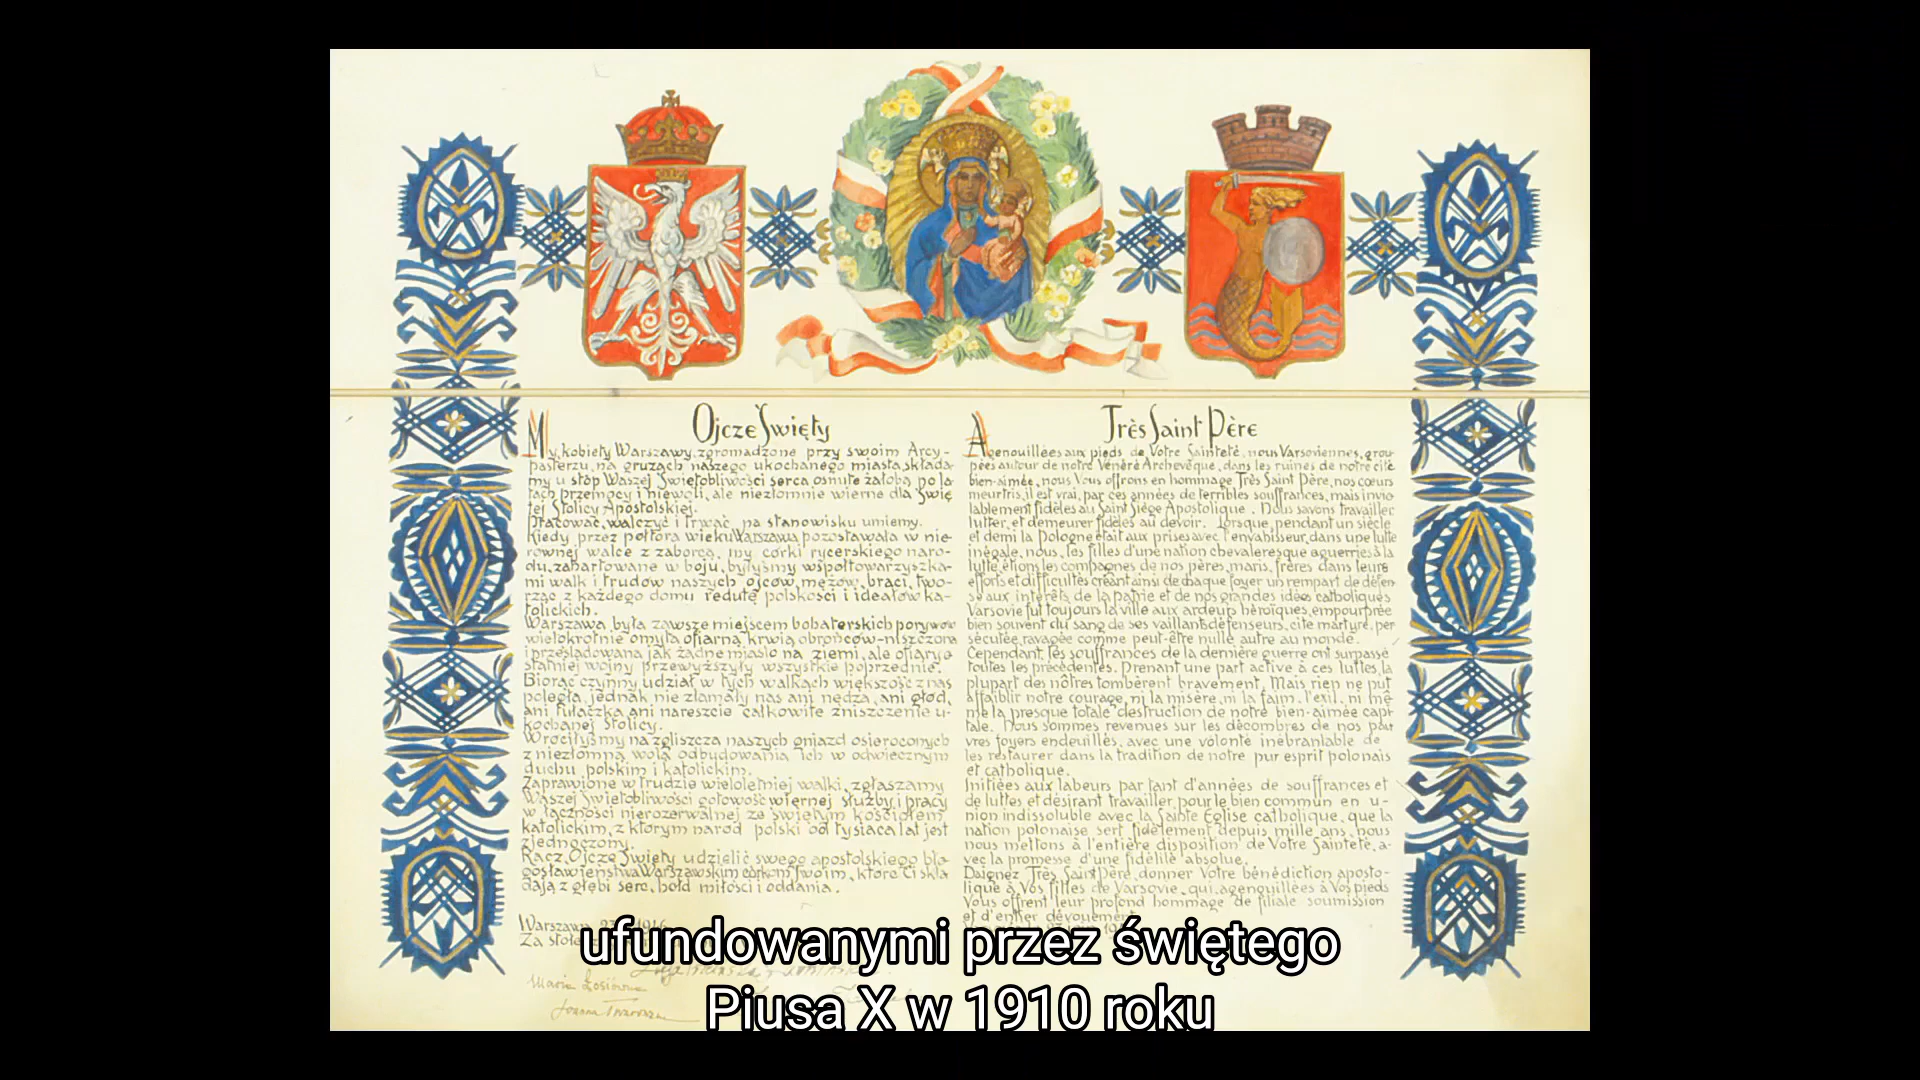 Ojcze Święty
My, kobiety Warszawy, zgromadzone przy swoim Arcy-
pasterzu, na gruzach naszego ukochanego miasta, składa-
my u stóp Waszej Świętobliwości serca osnute żałobą po la-
tach przemocy i niewoli, ale niezłomnie wierne dla Świę
tej Stolicy Apostolskiej.
Pracować, walczyć i trwać na stanowisku umiemy.
Kiedy przez półtora wieku Warszawa pozostawała w nie-
równej walce z zaborcą, my córki rycerskiego naro-
du, zahartowane w boju, byłyśmy współtowarzyszka-
mi walk i trudów naszych ojców, mężów, braci, two-
rząc z każdego domu redutę polskości i ideałów ka-
tolickich.
Warszawa była zawsze miejscem bohaterskich porywów
wielokrotnie omyta ofiarną krwią obrońców-niszczona
i prześladowana jak żadne miasto na ziemi, ale ofiary o-
statniej wojny przewyższyły wszystkie poprzednie.
Biorąc czynny udział w tych walkach większość z nas
poległa, jednak nie złamały nas ani nędza, ani głód,
ani tułaczka, ani nareszcie całkowite zniszczenie u-
kochanej Stolicy.
Wróciłyśmy na zgliszcza naszych gniazd osieroconych
z niezłomną wolą odbudowania ich w odwiecznym
duchu polskim i katolickim.
Zaprawione w trudzie wieloletniej walki, zgłaszamy
Waszej Świętobliwości gotowość wiernej służby i pracy
w łączności nierozerwalnej ze świętym kościołem
katolickim, z którym naród polski od tysiąca lat jest
zjednoczony.
Racz, Ojcze Święty udzielić swego apostolskiego bło-
gosławieństwa Warszawskim córkom Twoim, które Ci skła
dają z głębi serc, hołd miłości i oddania.
Warszawa 1946
Za
Maria Łosiówna
Joanna
Très Saint Père
Agenouillées aux pieds de Votre Sainteté, nous Varsoviennes, grou-
pées autour de notre Vénéré Archevêque, dans les ruines de notre cité
bien-aimée, nous Vous offrons en hommage Très Saint Père, nos cœurs
meurtris, il est vrai, par ces années de terribles souffrances, mais invio
lablement fidèles au Saint Siège Apostolique. Nous savons travailler
lutter, et demeurer fidèles au devoir. Lorsque, pendant un siècle
et demi la Pologne était aux prises avec l'envahisseur, dans une lutte
inégale, nous, les filles d'une nation chevaleresque aguerries à la
lutte, étions les compagnes de nos pères, maris, frères dans leurs
efforts et difficultés créant ainsi de chaque foyer un rempart de défen
se aux intérêts de la patrie et de nos grandes idées catholiques
Varsovie fut toujours la ville aux ardeurs héroïques, empourprée
bien souvent du sang de ses vaillants défenseurs, cité martyre, per
sécutée, ravagée comme peut-être nulle autre au monde.
Cependant, les souffrances de la dernière guerre ont surpassé
toutes les précédentes. Prenant une part active à ces luttes, la
plupart des nôtres tombèrent bravement. Mais rien ne put
affaiblir notre courage, ni la misère, ni la faim, l'exil, ni mê
me la presque totale destruction de notre bien-aimée capi
tale. Nous sommes revenues sur les décombres de nos pau
vres foyers endeuillés, avec une volonté inébranlable de
les restaurer dans la tradition de notre pur esprit polonais
et catholique.
Initiées aux labeurs par tant d'années de souffrances et
de luttes et désirant travailler pour le bien commun en u-
nion indissoluble avec la Sainte Eglise catholique, que la
nation polonaise sert fidèlement depuis mille ans, nous
nous mettons à l'entière disposition de Votre Sainteté, a-
vec la promesse d'une fidélité absolue.
Daignez Très Saint Père, donner Votre bénédiction aposto-
lique à Vos filles de Varsovie, qui, agenouillées à Vos pieds
Vous offrent leur profond hommage de filiale soumission
et d'entier dévouement
ufundowanymi przez świętego
Piusa X w 1910 roku